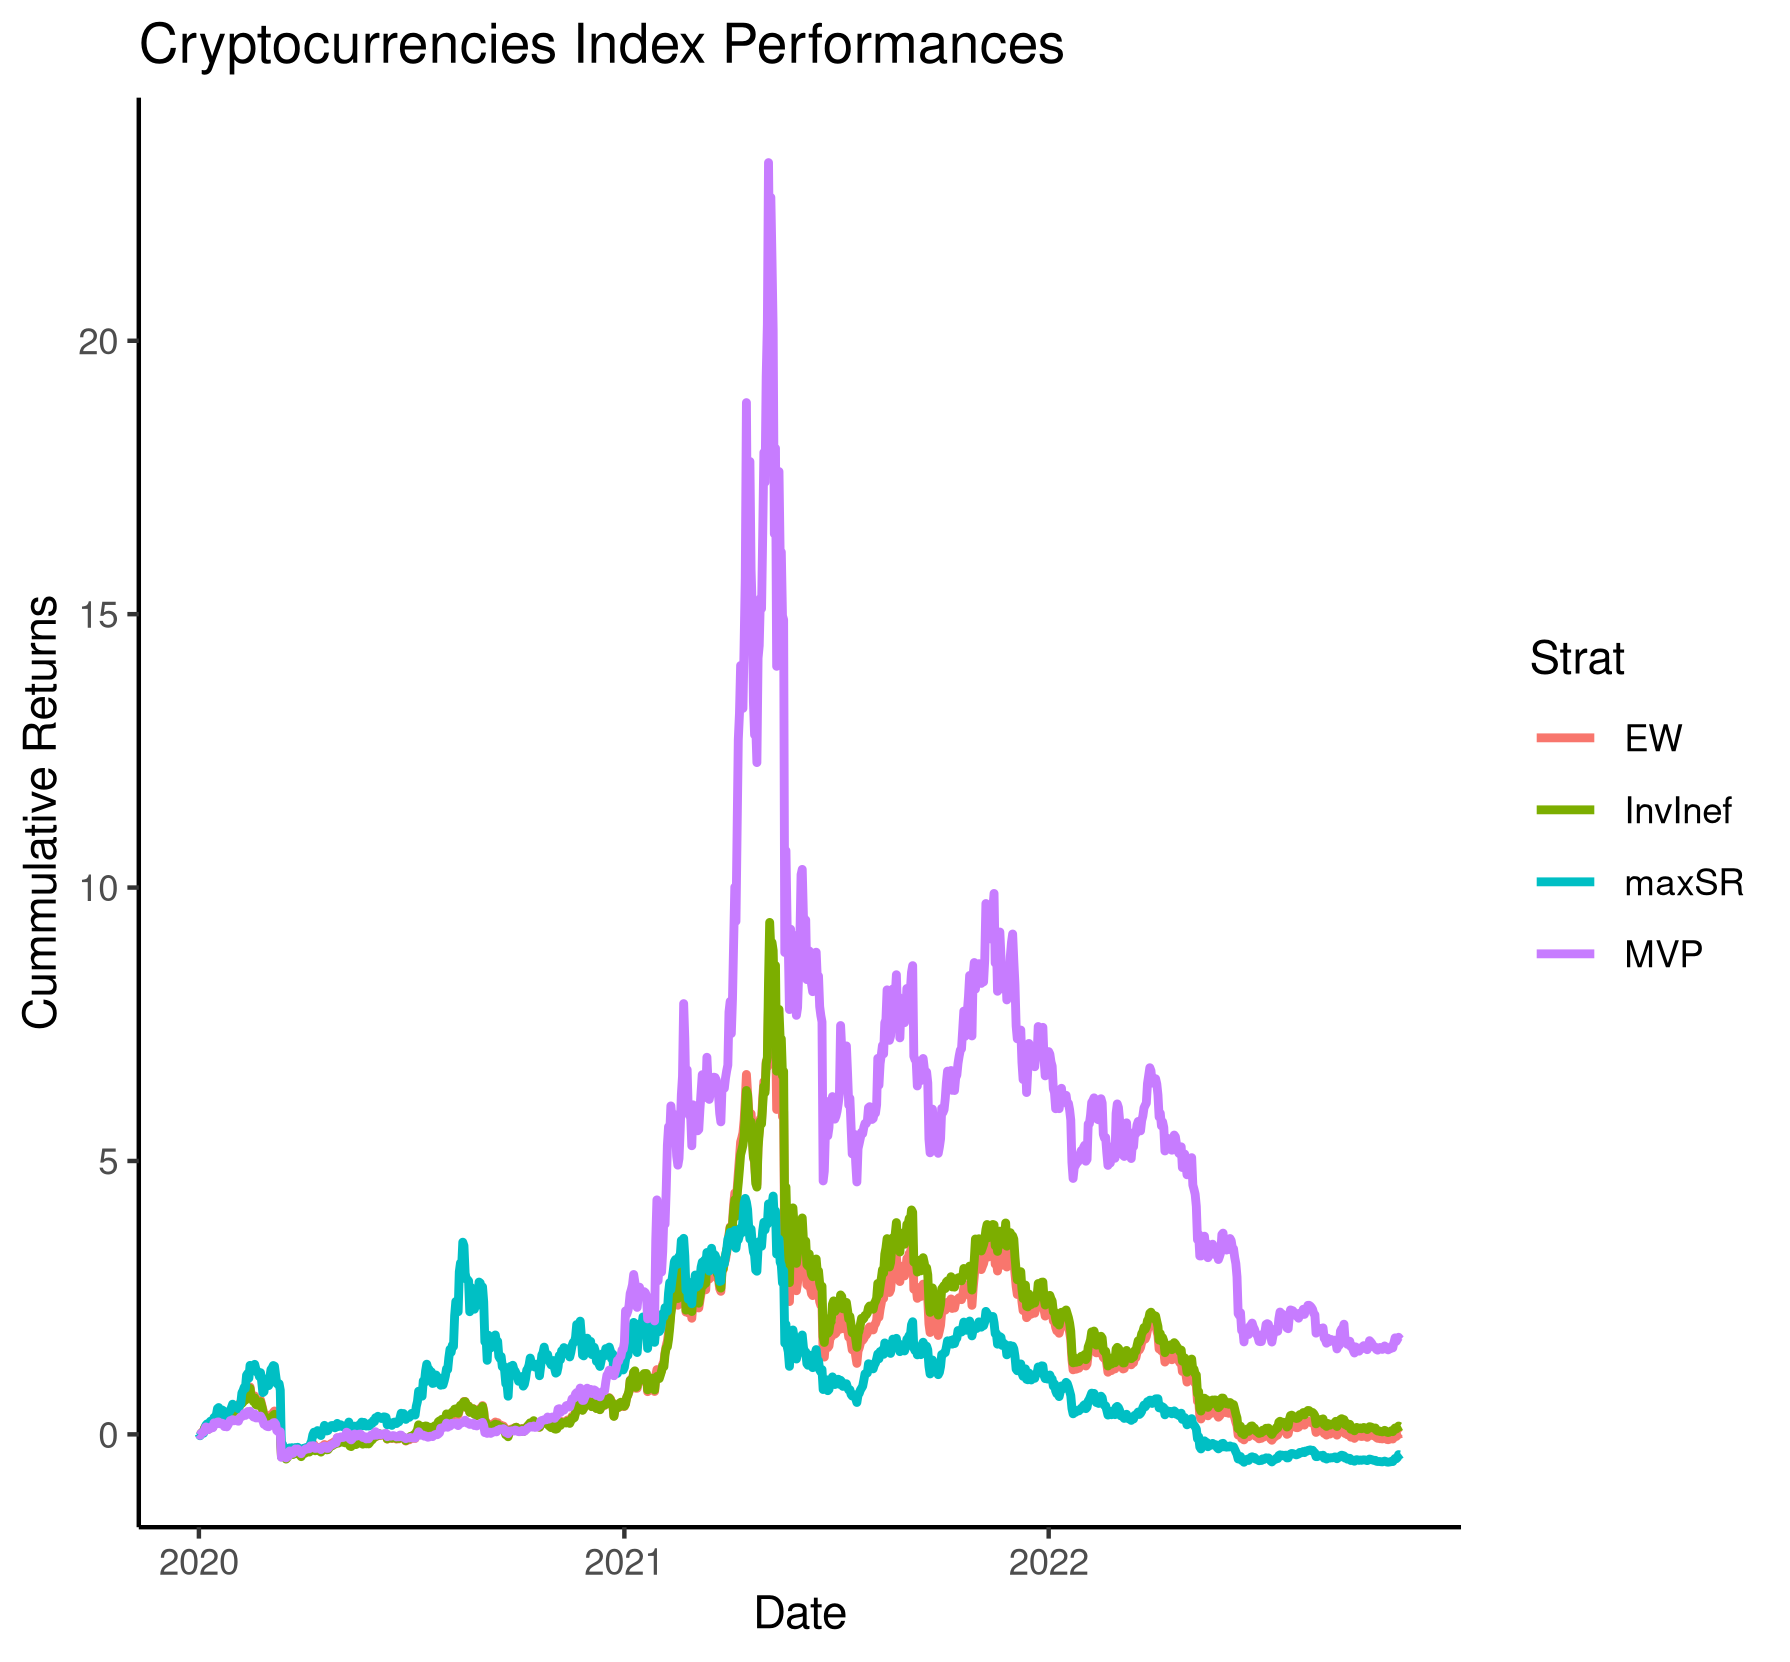 Cryptocurrencies Index Performances
Cummulative Returns
20
15
10
5
0
2020 2021 2022
Date
Strat
EW
InvInef
maxSR
MVP